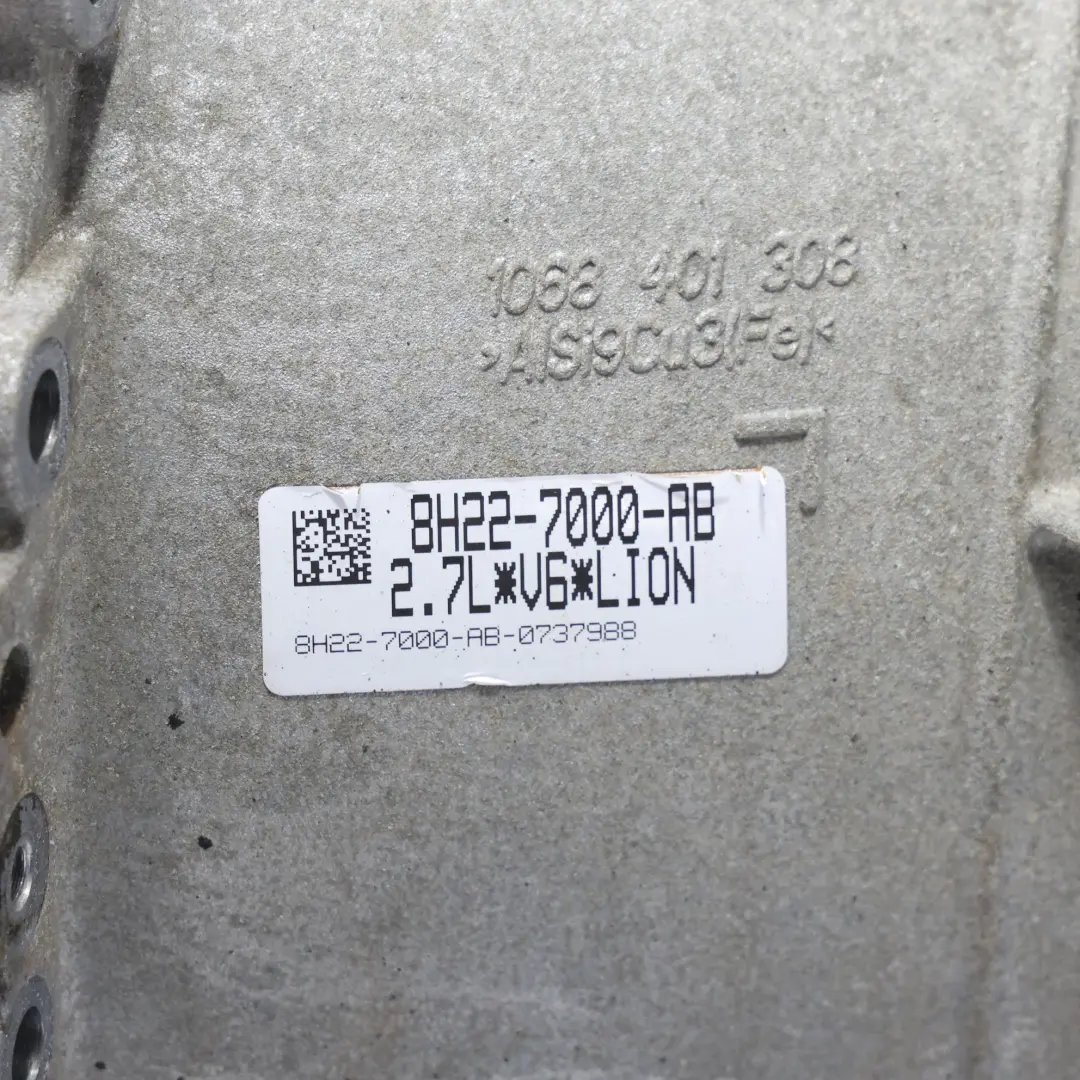 1068 401 308
>AlSi9Cu3(Fe)<
8H22-7000-AB
2.7L*V6*LION
8H22-7000-AB-0737988